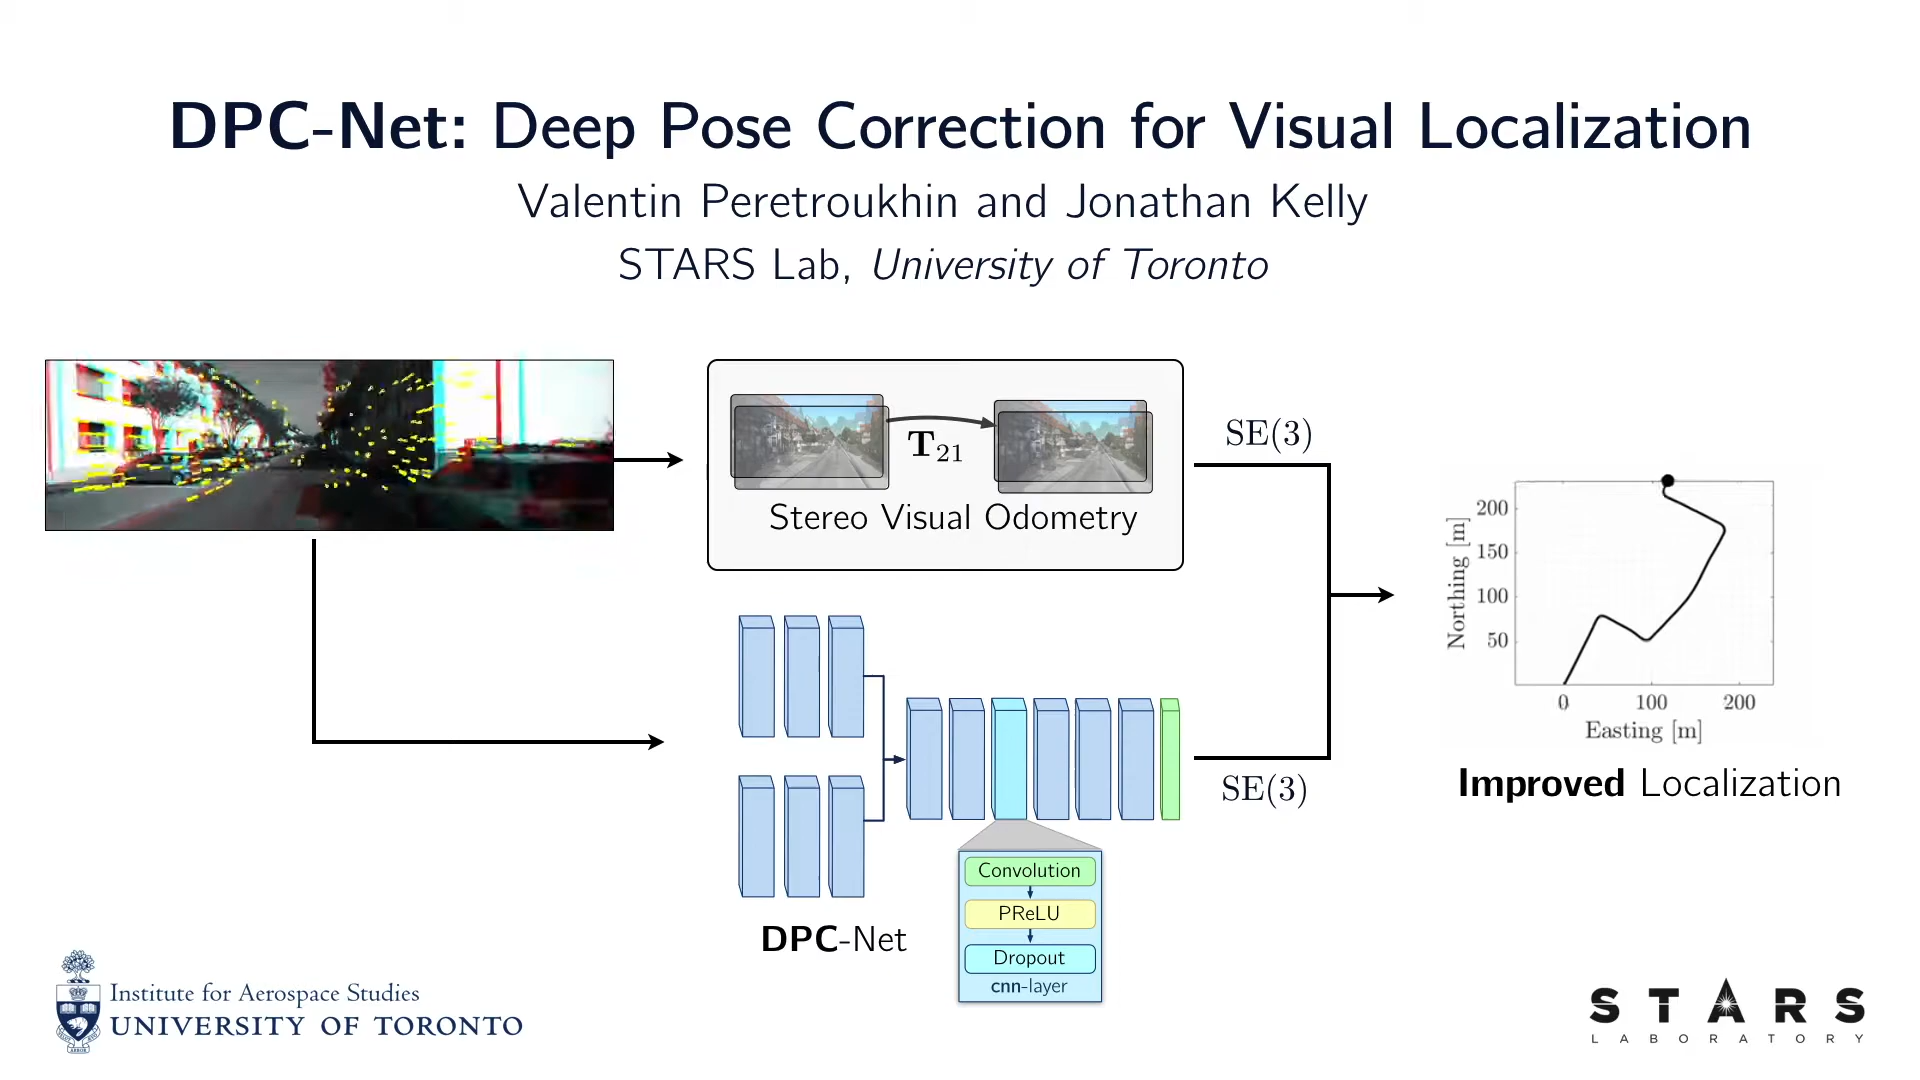 DPC-Net: Deep Pose Correction for Visual Localization
Valentin Peretroukhin and Jonathan Kelly
STARS Lab, University of Toronto
T21
Stereo Visual Odometry
SE(3)
SE(3)
Convolution
PReLU
Dropout
cnn-layer
DPC-Net
Northing [m]
200
150
100
50
0 100 200
Easting [m]
Improved Localization
Institute for Aerospace Studies
UNIVERSITY OF TORONTO
STARS
LABORATORY